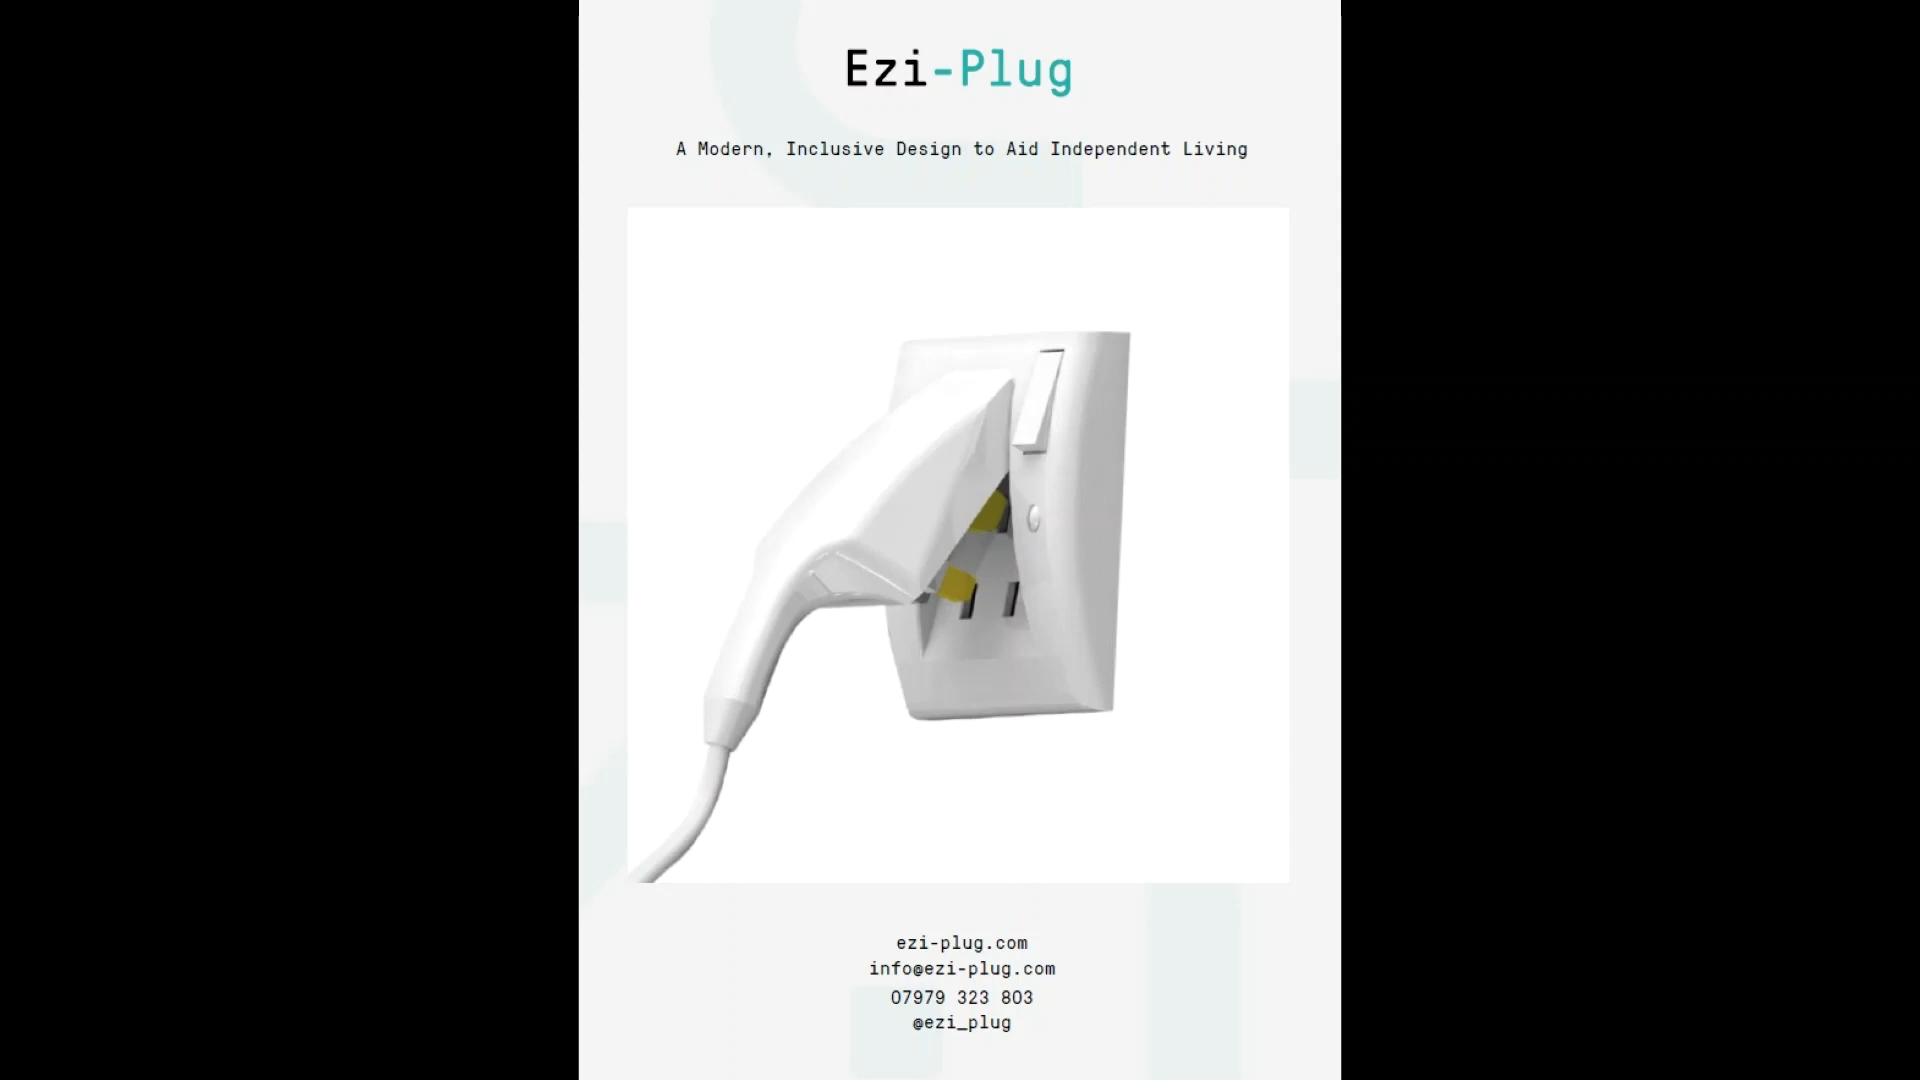 Ezi-Plug
A Modern, Inclusive Design to Aid Independent Living
ezi-plug.com
info@ezi-plug.com
07979 323 803
@ezi_plug